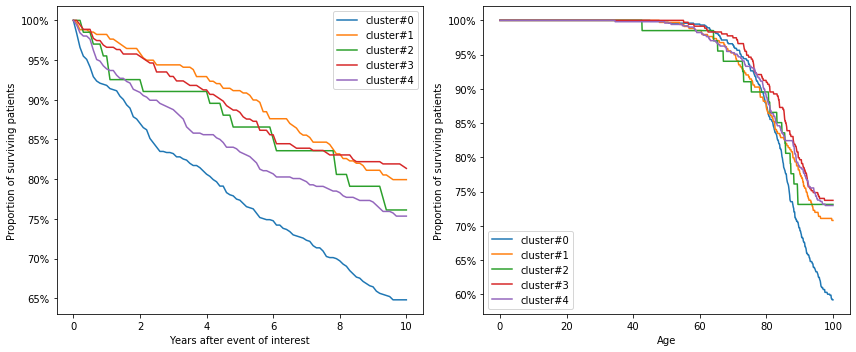 100%
95%
90%
85%
80%
75%
70%
65%
Proportion of surviving patients
0
2
4
6
8
10
Years after event of interest
cluster#0
cluster#1
cluster#2
cluster#3
cluster#4
100%
95%
90%
85%
80%
75%
70%
65%
60%
Proportion of surviving patients
0
20
40
60
80
100
Age
cluster#0
cluster#1
cluster#2
cluster#3
cluster#4